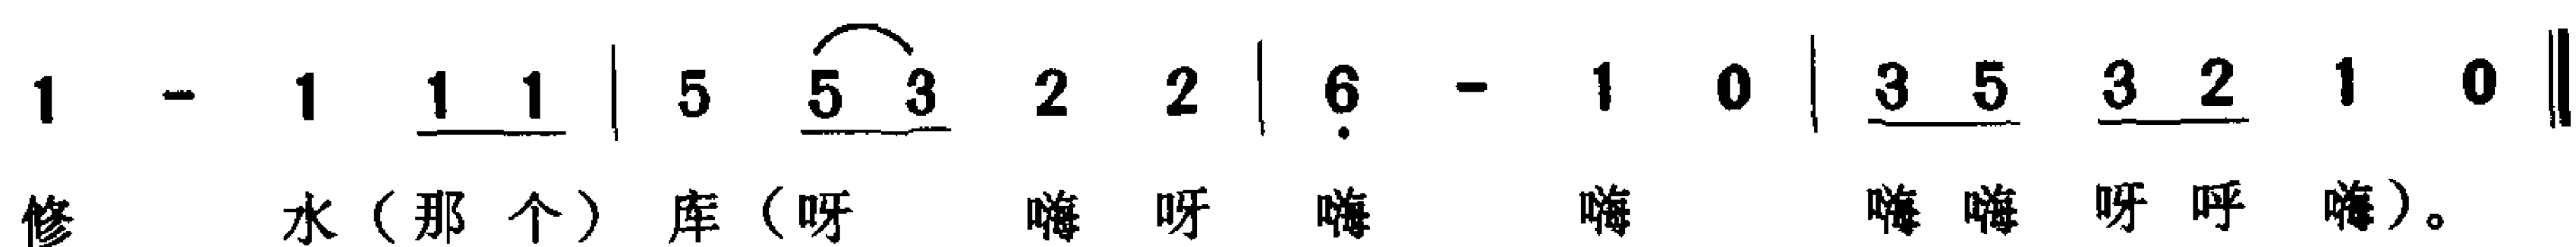 1 - 1 1 1 | 5 5 3 2 2 | 6 - 1 0 | 3 5 3 2 1 0 ‖
修 水（那 个）库（呀 嗨 呀 嗨 嗨 嗨 嗨 呀 呼 嗨）。